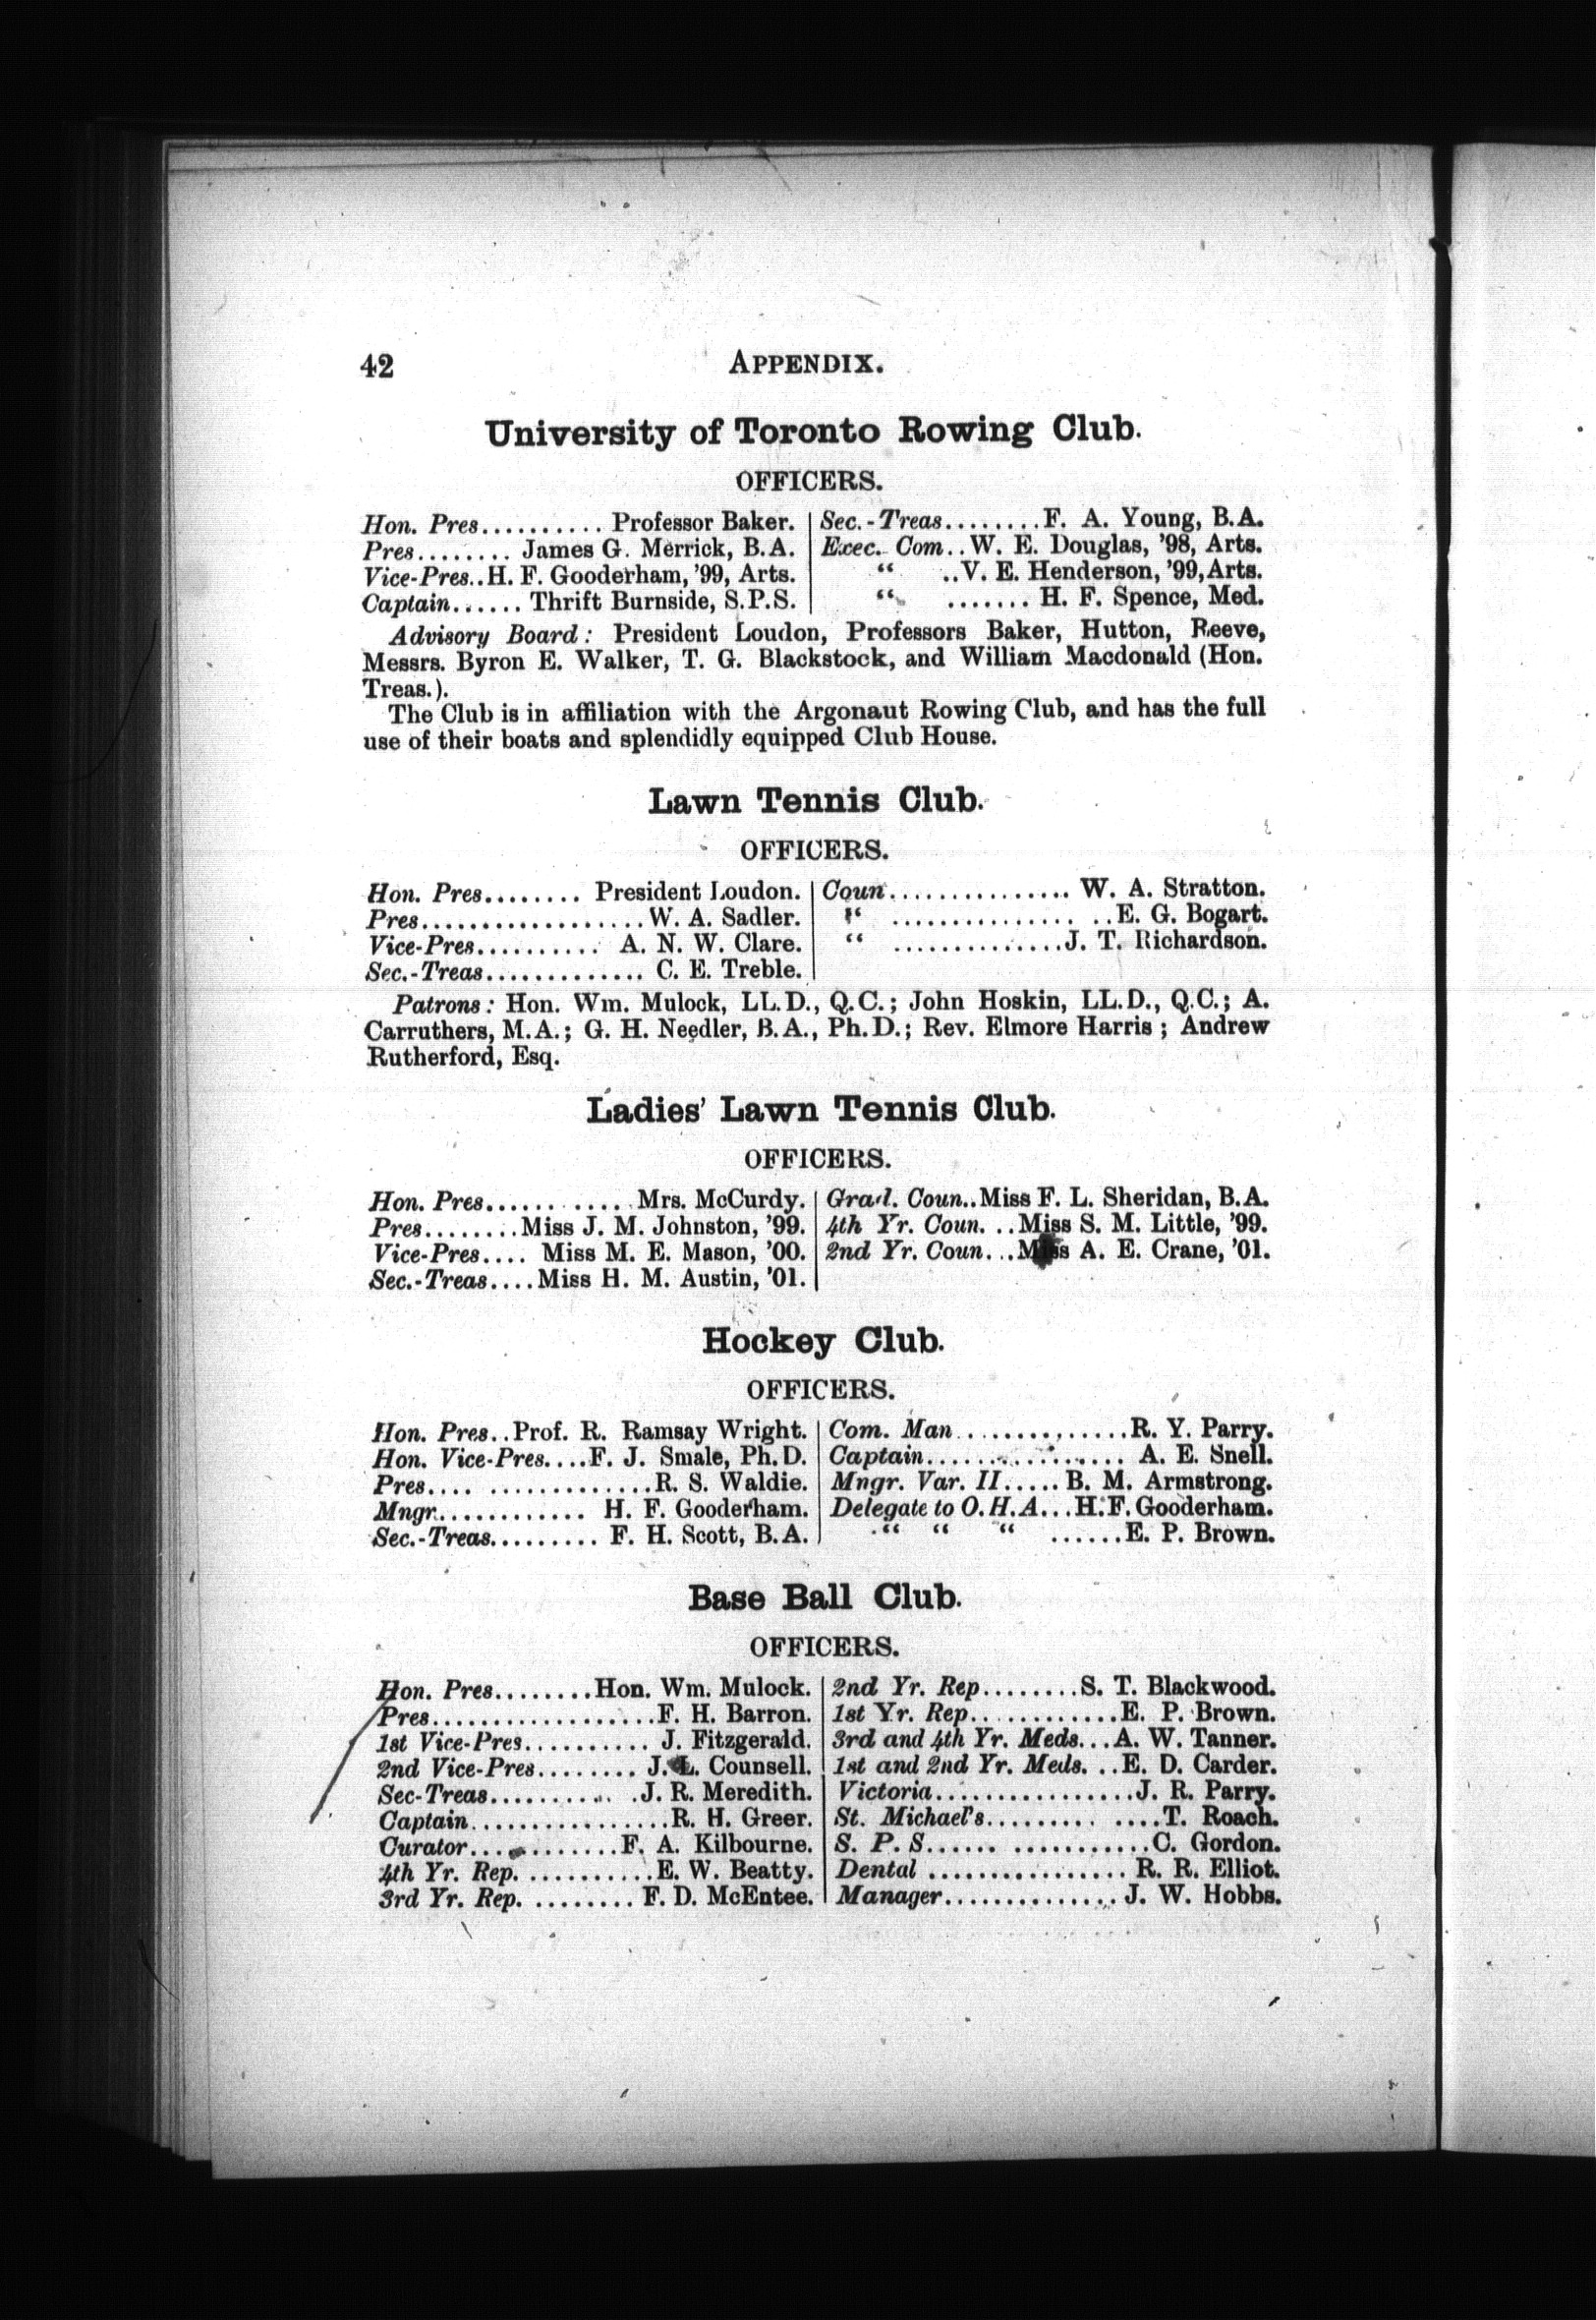 42 APPENDIX.
University of Toronto Rowing Club.
OFFICERS.
Hon. Pres.......... Professor Baker.
Pres........ James G. Merrick, B.A.
Vice-Pres..H. F. Gooderham, '99, Arts.
Captain...... Thrift Burnside, S.P.S.
Sec.-Treas........F. A. Young, B.A.
Exec. Com..W. E. Douglas, '98, Arts.
“ ..V. E. Henderson, '99, Arts.
“ ....... H. F. Spence, Med.
Advisory Board: President Loudon, Professors Baker, Hutton, Reeve,
Messrs. Byron E. Walker, T. G. Blackstock, and William Macdonald (Hon.
Treas.).
The Club is in affiliation with the Argonaut Rowing Club, and has the full
use of their boats and splendidly equipped Club House.
Lawn Tennis Club.
OFFICERS.
Hon. Pres........ President Loudon.
Pres..................W. A. Sadler.
Vice-Pres.......... A. N. W. Clare.
Sec.-Treas............. C. E. Treble.
Coun............... W. A. Stratton.
“ .................E. G. Bogart.
“ ..............J. T. Richardson.
Patrons: Hon. Wm. Mulock, LL.D., Q.C.; John Hoskin, LL.D., Q.C.; A.
Carruthers, M.A.; G. H. Needler, B.A., Ph.D.; Rev. Elmore Harris; Andrew
Rutherford, Esq.
Ladies' Lawn Tennis Club.
OFFICERS.
Hon. Pres............Mrs. McCurdy.
Pres........Miss J. M. Johnston, '99.
Vice-Pres.... Miss M. E. Mason, '00.
Sec.-Treas....Miss H. M. Austin, '01.
Grad. Coun..Miss F. L. Sheridan, B.A.
4th Yr. Coun...Miss S. M. Little, '99.
2nd Yr. Coun...Miss A. E. Crane, '01.
Hockey Club.
OFFICERS.
Hon. Pres..Prof. R. Ramsay Wright.
Hon. Vice-Pres....F. J. Smale, Ph.D.
Pres.... .............R. S. Waldie.
Mngr............ H. F. Gooderham.
Sec.-Treas......... F. H. Scott, B.A.
Com. Man..............R. Y. Parry.
Captain................ A. E. Snell.
Mngr. Var. II.....B. M. Armstrong.
Delegate to O.H.A...H.F.Gooderham.
“ “ “ ......E. P. Brown.
Base Ball Club.
OFFICERS.
Hon. Pres........Hon. Wm. Mulock.
Pres..................F. H. Barron.
1st Vice-Pres.......... J. Fitzgerald.
2nd Vice-Pres........ J. L. Counsell.
Sec-Treas............J. R. Meredith.
Captain................R. H. Greer.
Curator............F. A. Kilbourne.
4th Yr. Rep. ...........E. W. Beatty.
3rd Yr. Rep. ......... F. D. McEntee.
2nd Yr. Rep........S. T. Blackwood.
1st Yr. Rep............E. P. Brown.
3rd and 4th Yr. Meds...A. W. Tanner.
1st and 2nd Yr. Meds. ..E. D. Carder.
Victoria.................J. R. Parry.
St. Michael's......... ....T. Roach.
S. P. S...... ............C. Gordon.
Dental ................. R. R. Elliot.
Manager............... J. W. Hobbs.